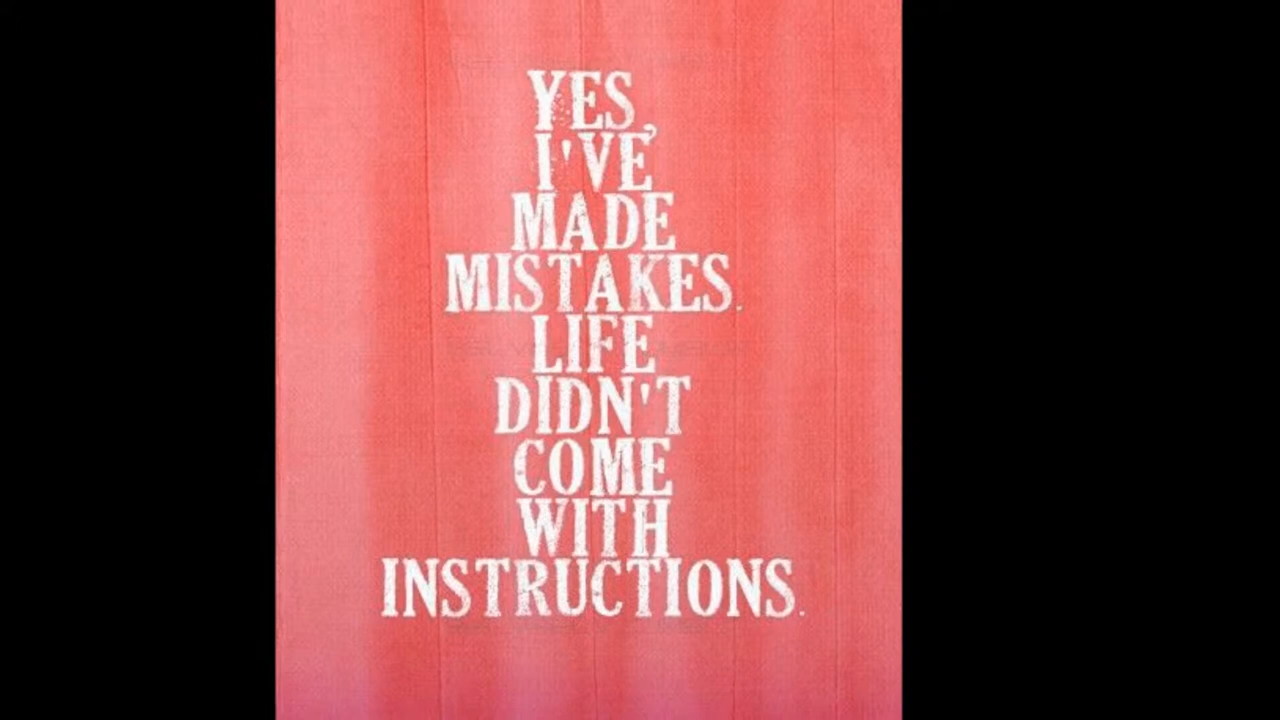 YES,
I'VE
MADE
MISTAKES.
LIFE
DIDN'T
COME
WITH
INSTRUCTIONS.